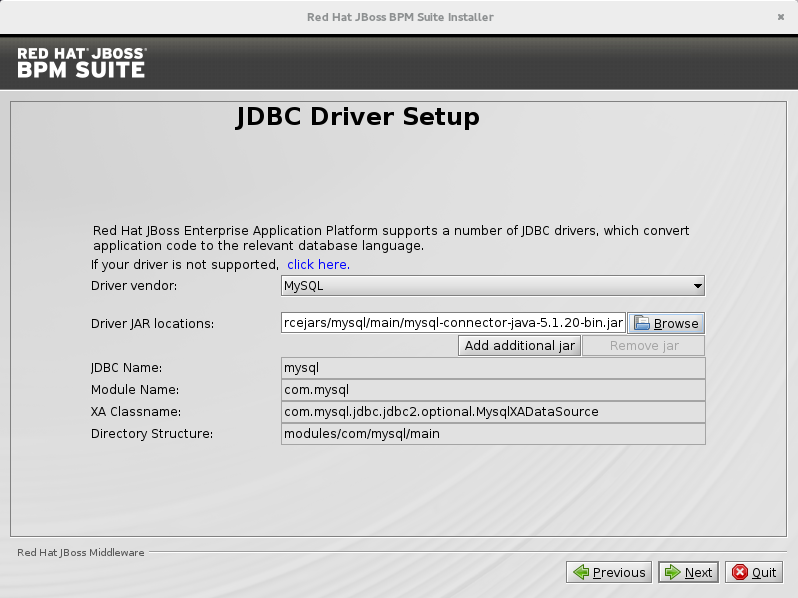 Red Hat JBoss BPM Suite Installer
RED HAT JBOSS
BPM SUITE
JDBC Driver Setup
Red Hat JBoss Enterprise Application Platform supports a number of JDBC drivers, which convert
application code to the relevant database language.
If your driver is not supported, click here.
Driver vendor: MySQL
Driver JAR locations: rcejars/mysql/main/mysql-connector-java-5.1.20-bin.jar Browse
Add additional jar Remove jar
JDBC Name: mysql
Module Name: com.mysql
XA Classname: com.mysql.jdbc.jdbc2.optional.MysqlXADataSource
Directory Structure: modules/com/mysql/main
Red Hat JBoss Middleware
Previous Next Quit